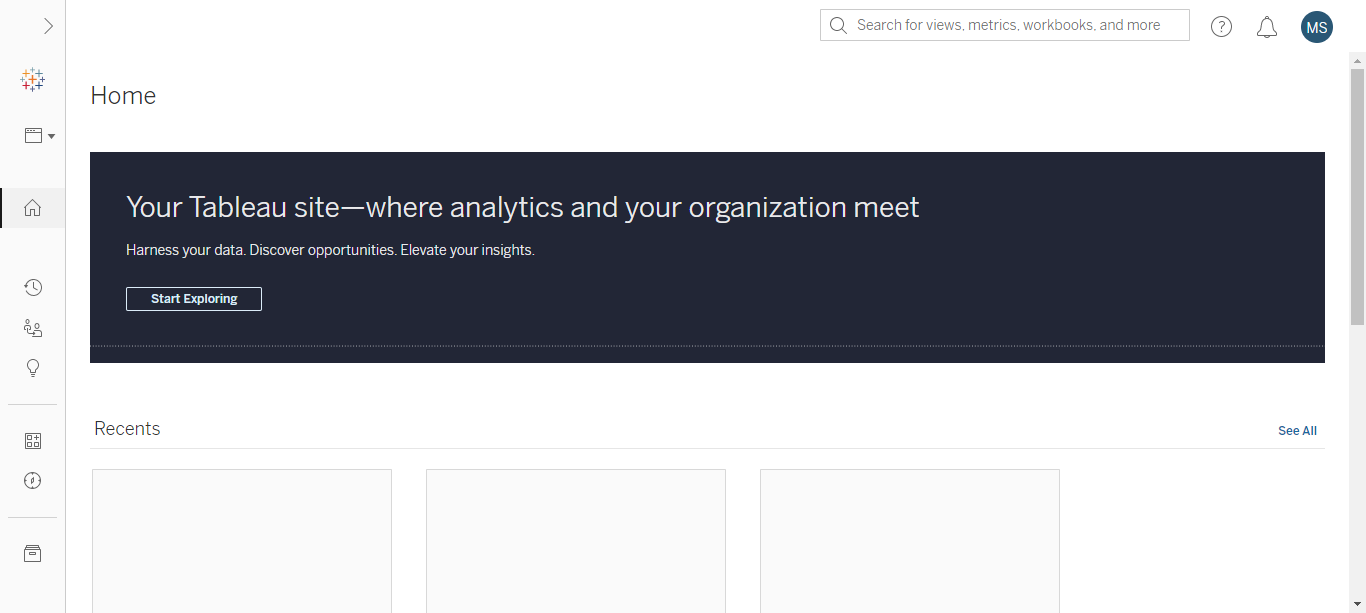 Search for views, metrics, workbooks, and more
?
MS
Home
Your Tableau site—where analytics and your organization meet
Harness your data. Discover opportunities. Elevate your insights.
Start Exploring
Recents
See All